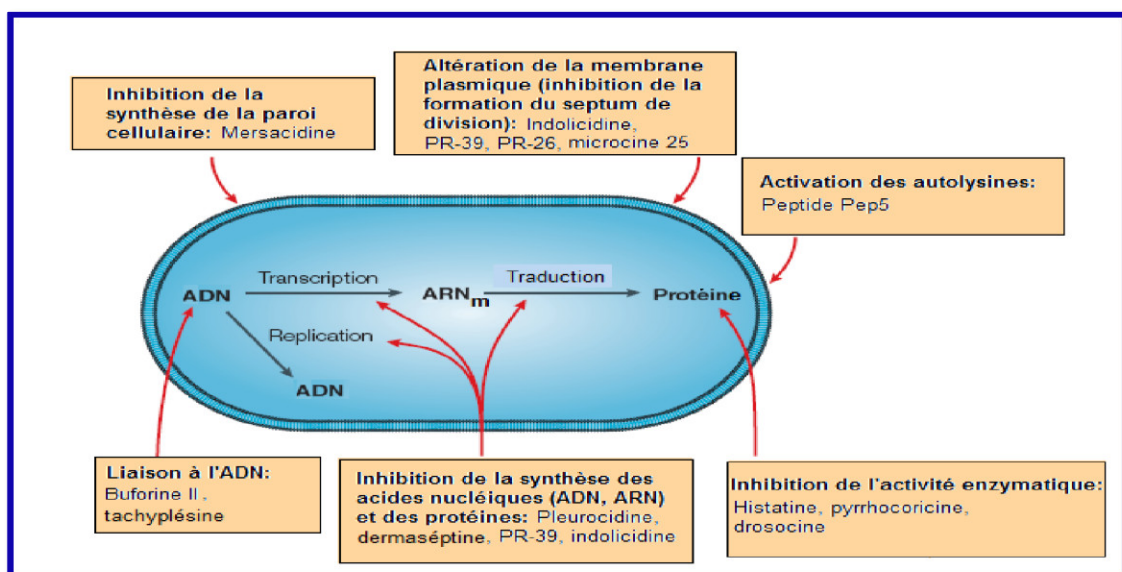 Inhibition de la
synthèse de la paroi
cellulaire: Mersacidine
Altération de la membrane
plasmique (inhibition de la
formation du septum de
division): Indolicidine,
PR-39, PR-26, microcine 25
Activation des autolysines:
Peptide Pep5
Transcription
Traduction
ADN
ARNm
Protéine
Replication
ADN
Liaison à l'ADN:
Buforine II,
tachyplésine
Inhibition de la synthèse des
acides nucléiques (ADN, ARN)
et des protéines: Pleurocidine,
dermaséptine, PR-39, indolicidine
Inhibition de l'activité enzymatique:
Histatine, pyrrhocoricine,
drosocine